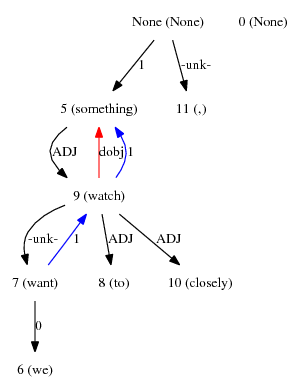 None (None) 0 (None)
1 -unk-
5 (something) 11 (,)
ADJ dobj 1
9 (watch)
-unk- 1 ADJ ADJ
7 (want) 8 (to) 10 (closely)
0
6 (we)